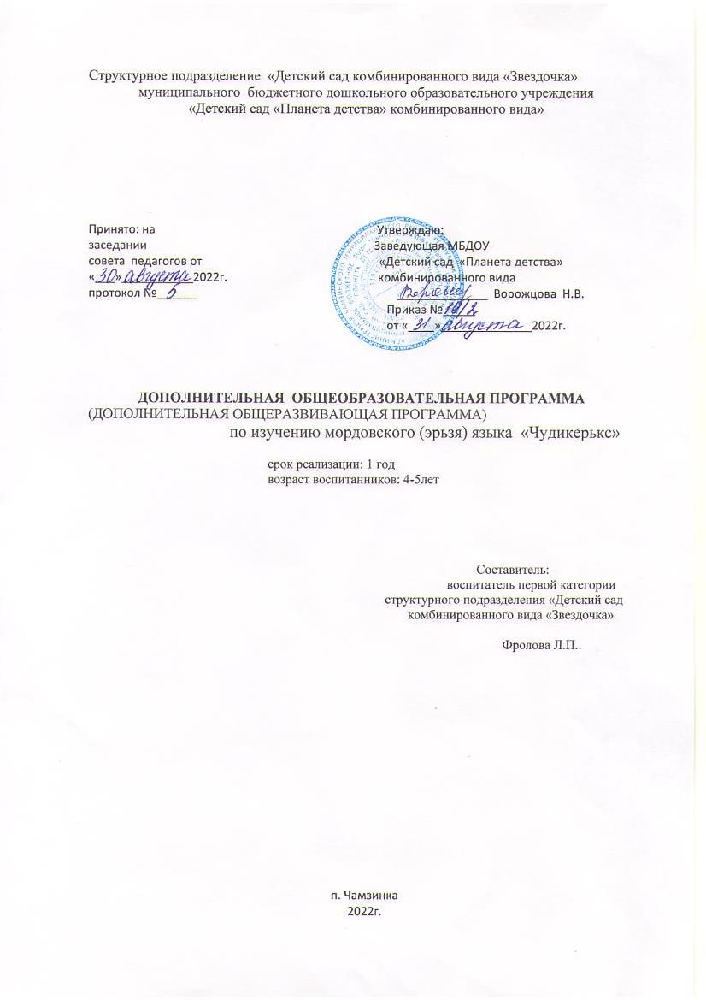 Структурное подразделение «Детский сад комбинированного вида «Звездочка»
муниципального бюджетного дошкольного образовательного учреждения
«Детский сад «Планета детства» комбинированного вида»
Принято: на
заседании
совета педагогов от
«30» августа 2022г.
протокол № 5
Утверждаю:
Заведующая МБДОУ
«Детский сад «Планета детства»
комбинированного вида
Ворожцова Н.В.
Приказ №
от « 31 » августа 2022г.
ДОПОЛНИТЕЛЬНАЯ ОБЩЕОБРАЗОВАТЕЛЬНАЯ ПРОГРАММА
(ДОПОЛНИТЕЛЬНАЯ ОБЩЕРАЗВИВАЮЩАЯ ПРОГРАММА)
по изучению мордовского (эрьзя) языка «Чудикерькс»
срок реализации: 1 год
возраст воспитанников: 4-5лет
Составитель:
воспитатель первой категории
структурного подразделения «Детский сад
комбинированного вида «Звездочка»
Фролова Л.П..
п. Чамзинка
2022г.